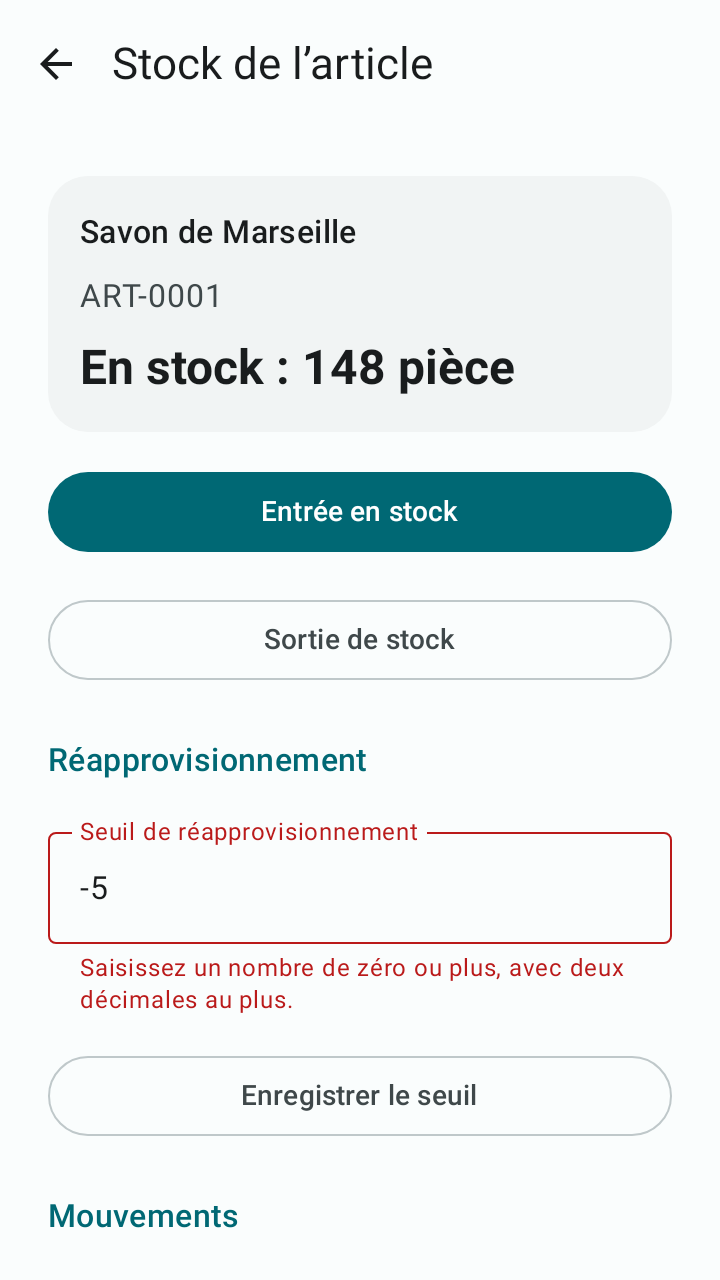 Stock de l’article
Savon de Marseille
ART-0001
En stock : 148 pièce
Entrée en stock
Sortie de stock
Réapprovisionnement
Seuil de réapprovisionnement
-5
Saisissez un nombre de zéro ou plus, avec deux
décimales au plus.
Enregistrer le seuil
Mouvements